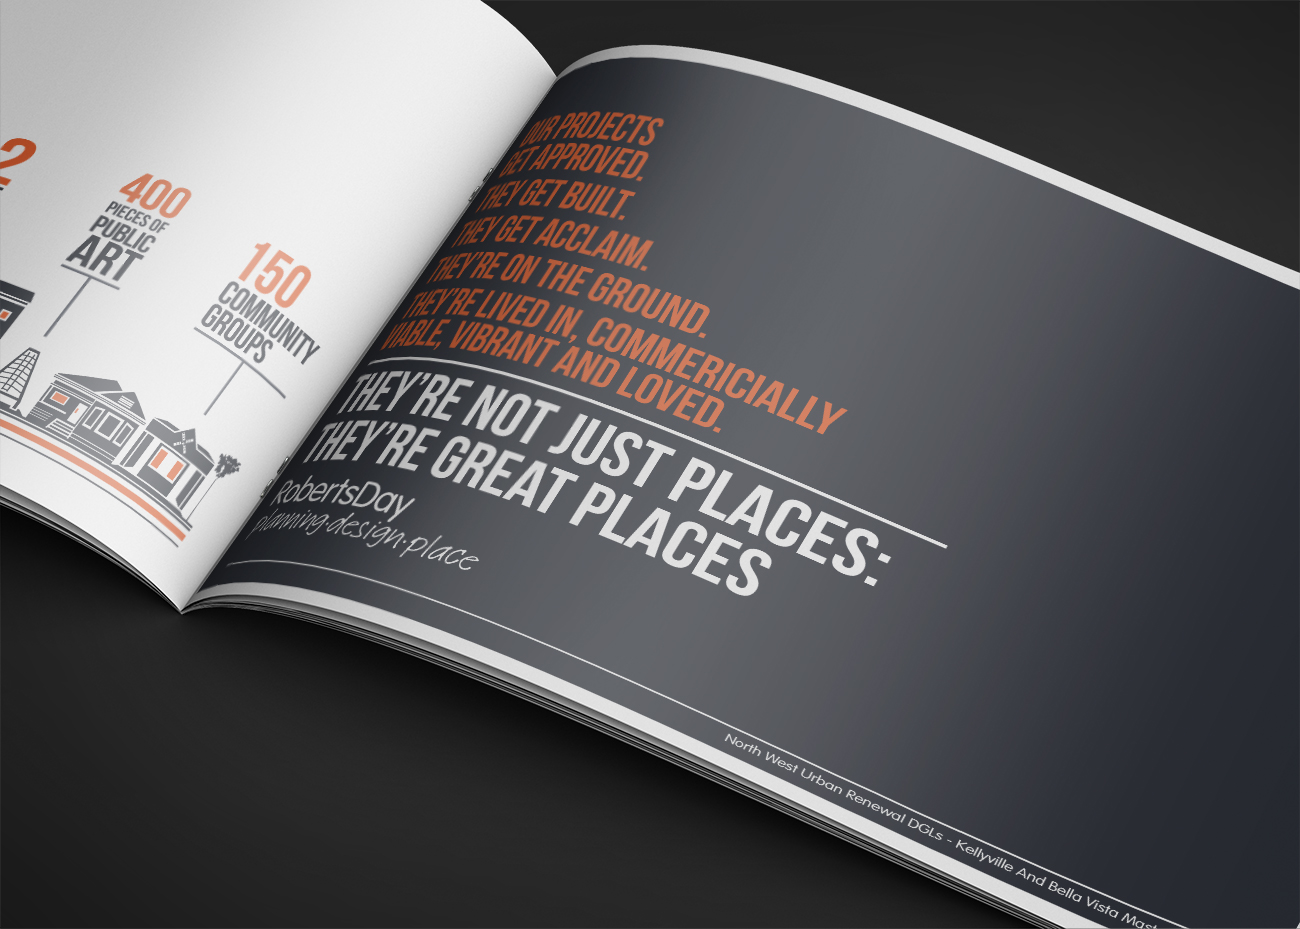 2
400
PIECES OF
PUBLIC
ART
150
COMMUNITY
GROUPS
OUR PROJECTS
GET APPROVED.
THEY GET BUILT.
THEY GET ACCLAIM.
THEY'RE ON THE GROUND.
THEY'RE LIVED IN, COMMERICIALLY
VIABLE, VIBRANT AND LOVED.
THEY'RE NOT JUST PLACES:
THEY'RE GREAT PLACES
RobertsDay
planning·design·place
North West Urban Renewal DGLs - Kellyville And Bella Vista Mast